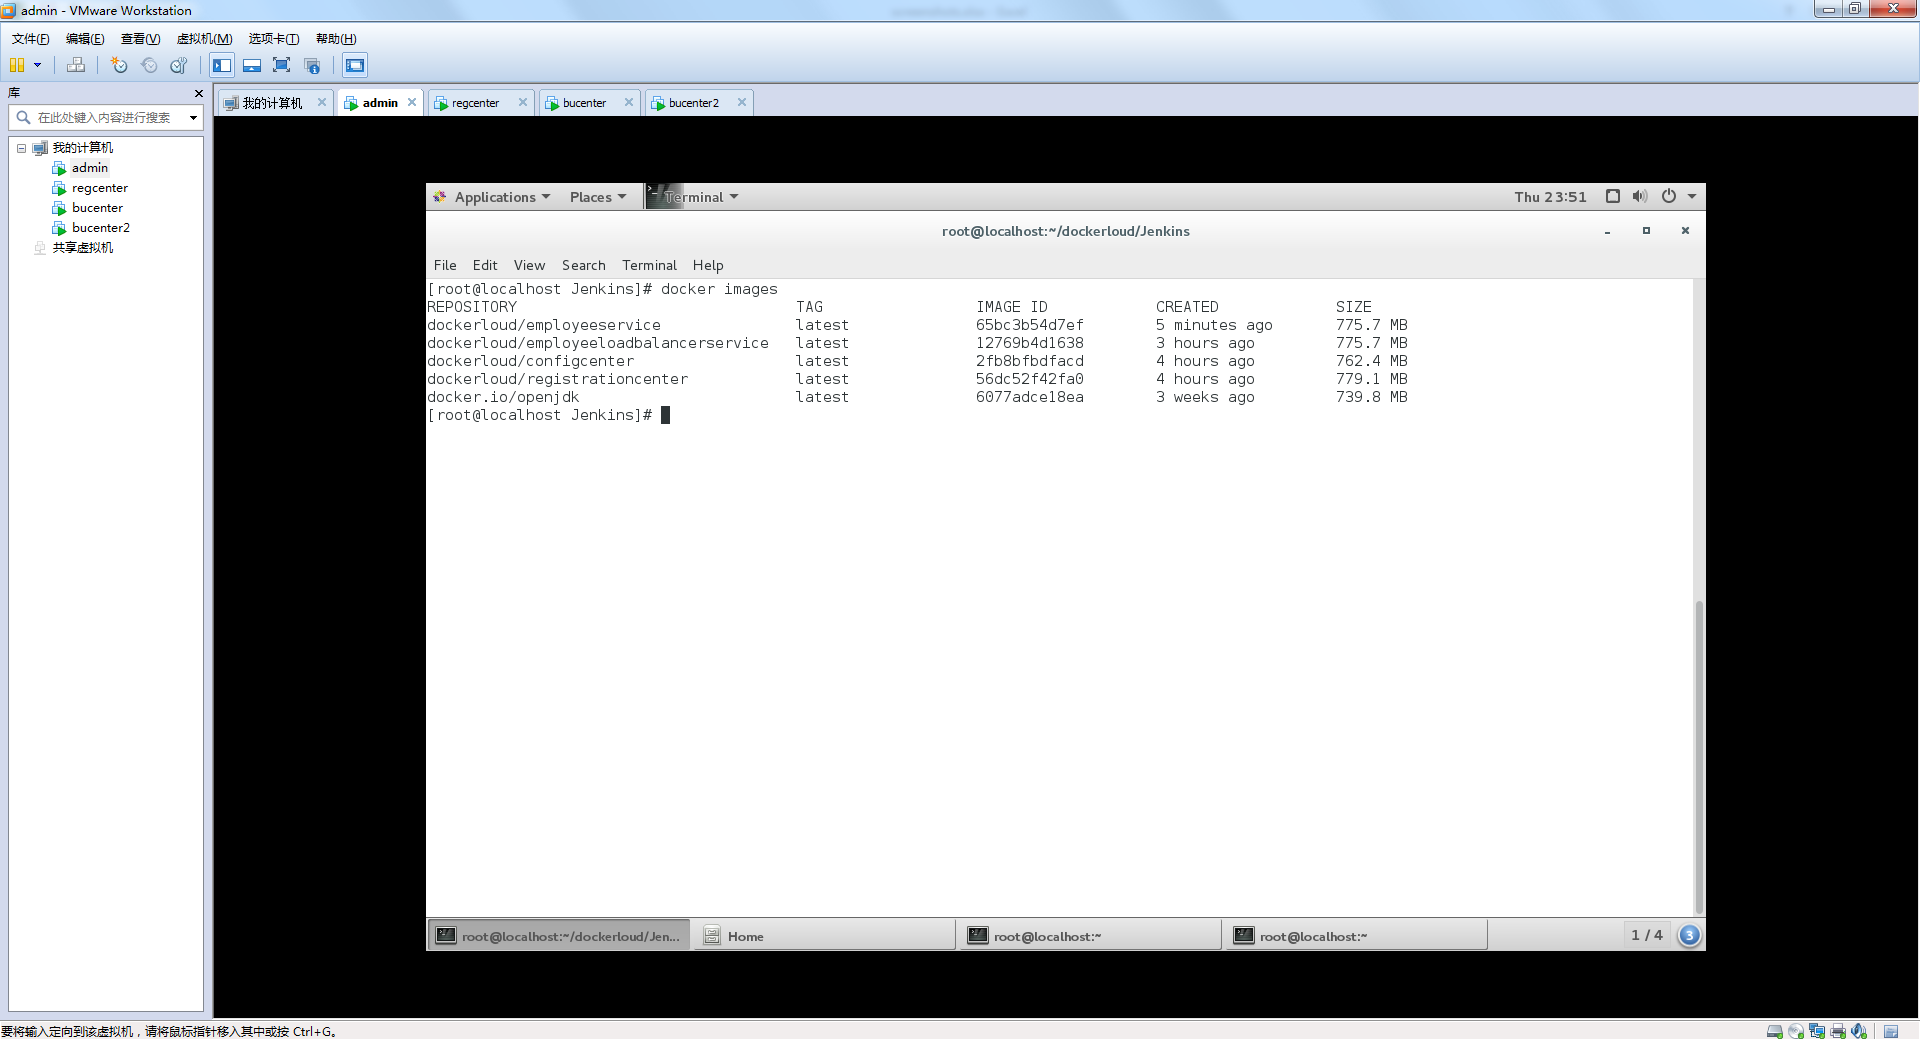 admin - VMware Workstation
文件(F) 编辑(E) 查看(V) 虚拟机(M) 选项卡(T) 帮助(H)
库
在此处键入内容进行搜索
我的计算机
admin
regcenter
bucenter
bucenter2
共享虚拟机
我的计算机 admin regcenter bucenter bucenter2
Applications Places Terminal Thu 23:51
root@localhost:~/dockerloud/Jenkins
File Edit View Search Terminal Help
[root@localhost Jenkins]# docker images
REPOSITORY TAG IMAGE ID CREATED SIZE
dockerloud/employeeservice latest 65bc3b54d7ef 5 minutes ago 775.7 MB
dockerloud/employeeloadbalancerservice latest 12769b4d1638 3 hours ago 775.7 MB
dockerloud/configcenter latest 2fb8bfbdfacd 4 hours ago 762.4 MB
dockerloud/registrationcenter latest 56dc52f42fa0 4 hours ago 779.1 MB
docker.io/openjdk latest 6077adce18ea 3 weeks ago 739.8 MB
[root@localhost Jenkins]#
root@localhost:~/dockerloud/Jen... Home root@localhost:~ root@localhost:~ 1 / 4 3
要将输入定向到该虚拟机，请将鼠标指针移入其中或按 Ctrl+G。